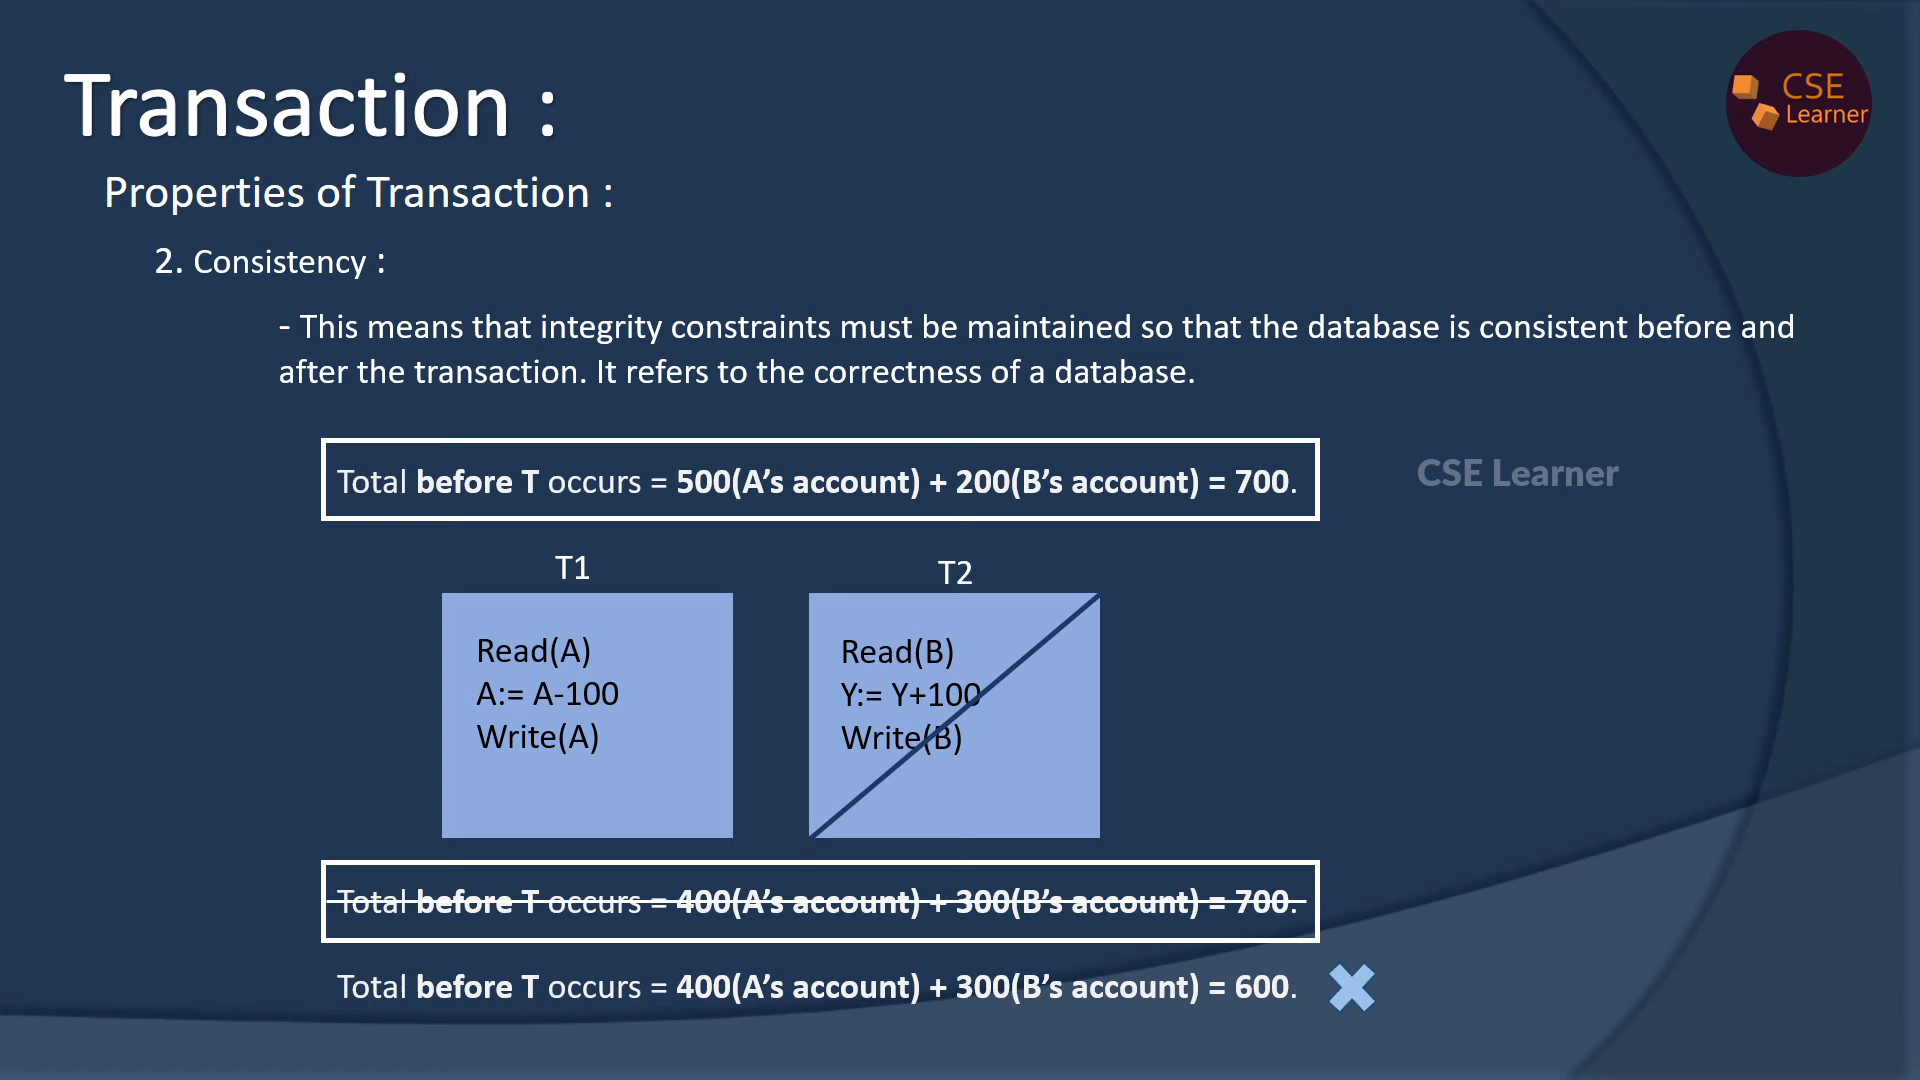 Transaction :
CSE
Learner
Properties of Transaction :
2. Consistency :
- This means that integrity constraints must be maintained so that the database is consistent before and
after the transaction. It refers to the correctness of a database.
Total before T occurs = 500(A’s account) + 200(B’s account) = 700.
CSE Learner
T1
Read(A)
A:= A-100
Write(A)
T2
Read(B)
Y:= Y+100
Write(B)
Total before T occurs = 400(A’s account) + 300(B’s account) = 700.
Total before T occurs = 400(A’s account) + 300(B’s account) = 600.